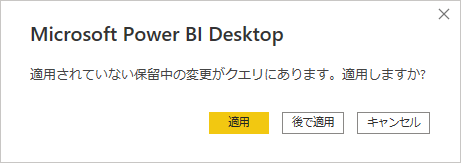 Microsoft Power BI Desktop
適用されていない保留中の変更がクエリにあります。適用しますか?
適用 後で適用 キャンセル